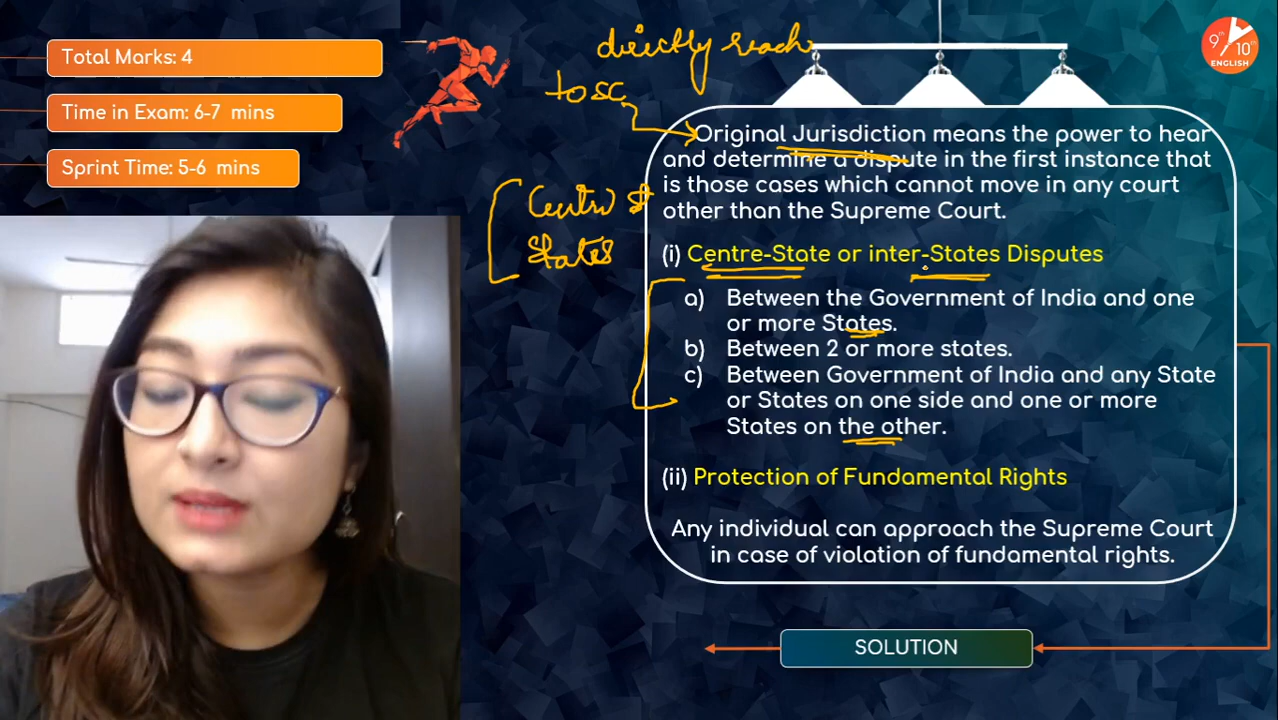 Total Marks: 4
Time in Exam: 6-7 mins
Sprint Time: 5-6 mins
directly reach
to SC
9th 10th
ENGLISH
Original Jurisdiction means the power to hear
and determine a dispute in the first instance that
is those cases which cannot move in any court
other than the Supreme Court.
States
(i) Centre-State or inter-States Disputes
a) Between the Government of India and one
or more States.
b) Between 2 or more states.
c) Between Government of India and any State
or States on one side and one or more
States on the other.
(ii) Protection of Fundamental Rights
Any individual can approach the Supreme Court
in case of violation of fundamental rights.
SOLUTION